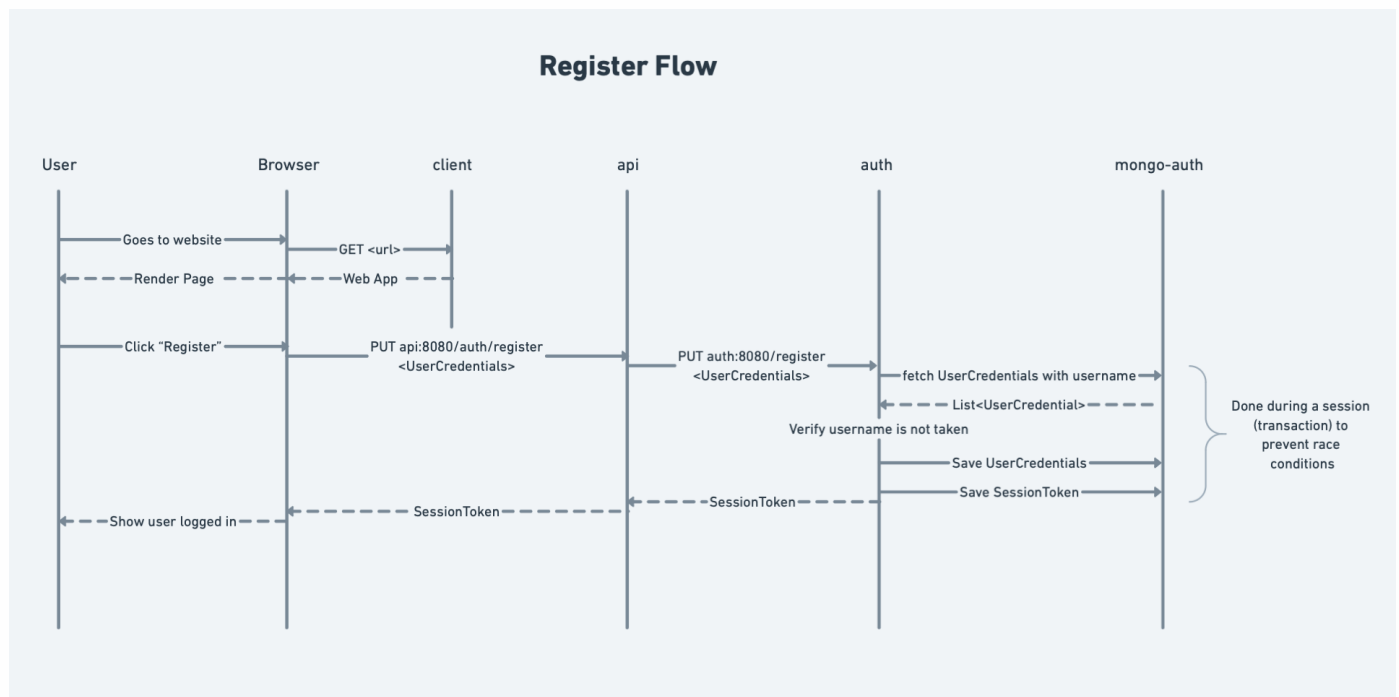 Register Flow
User
Browser
client
api
auth
mongo-auth
Goes to website
GET <url>
Render Page
Web App
Click “Register”
PUT api:8080/auth/register
<UserCredentials>
PUT auth:8080/register
<UserCredentials>
fetch UserCredentials with username
List<UserCredential>
Verify username is not taken
Save UserCredentials
Save SessionToken
Done during a session
(transaction) to
prevent race
conditions
SessionToken
SessionToken
Show user logged in